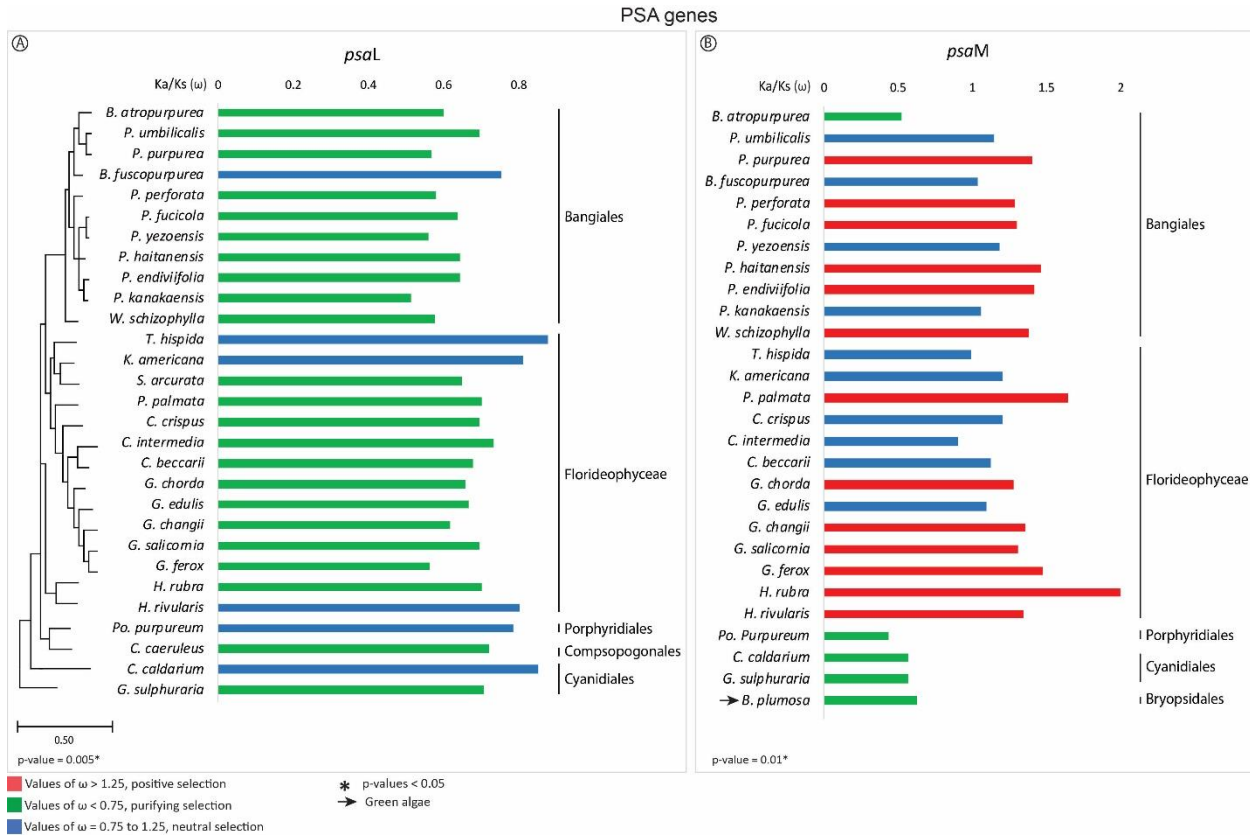 PSA genes
A
psaL
Ka/Ks (ω) 0 0.2 0.4 0.6 0.8
B. atropurpurea
P. umbilicalis
P. purpurea
B. fuscopurpurea
P. perforata
P. fucicola
P. yezoensis
P. haitanensis
P. endiviifolia
P. kanakaensis
W. schizophylla
T. hispida
K. americana
S. arcurata
P. palmata
C. crispus
C. intermedia
C. beccarii
G. chorda
G. edulis
G. changii
G. salicornia
G. ferox
H. rubra
H. rivularis
Po. purpureum
C. caeruleus
C. caldarium
G. sulphuraria
Bangiales
Florideophyceae
Porphyridiales
Compsopogonales
Cyanidiales
0.50
p-value = 0.005*
B
psaM
Ka/Ks (ω) 0 0.5 1 1.5 2
B. atropurpurea
P. umbilicalis
P. purpurea
B. fuscopurpurea
P. perforata
P. fucicola
P. yezoensis
P. haitanensis
P. endiviifolia
P. kanakaensis
W. schizophylla
T. hispida
K. americana
P. palmata
C. crispus
C. intermedia
C. beccarii
G. chorda
G. edulis
G. changii
G. salicornia
G. ferox
H. rubra
H. rivularis
Po. Purpureum
C. caldarium
G. sulphuraria
B. plumosa
Bangiales
Florideophyceae
Porphyridiales
Cyanidiales
Bryopsidales
p-value = 0.01*
Values of ω > 1.25, positive selection
Values of ω < 0.75, purifying selection
Values of ω = 0.75 to 1.25, neutral selection
* p-values < 0.05
→ Green algae